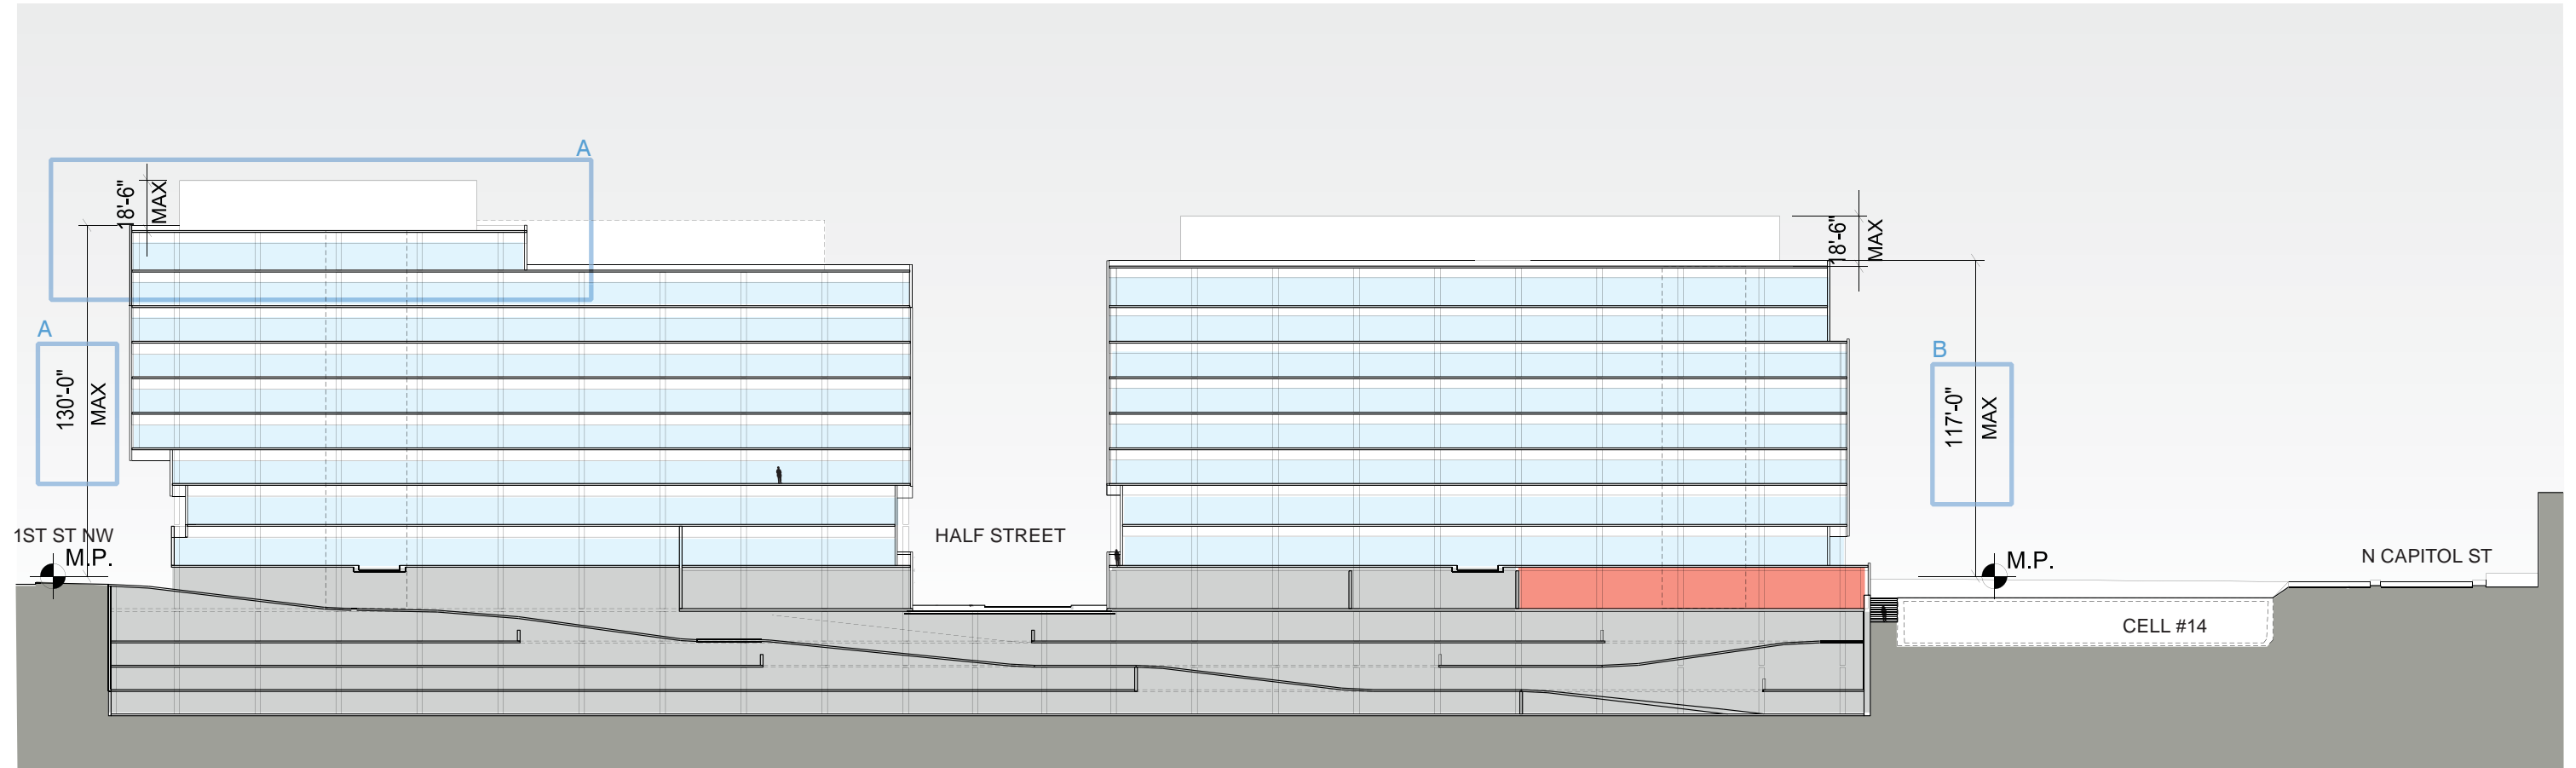 A
18'-6"
MAX
18'-6"
MAX
A
130'-0"
MAX
B
117'-0"
MAX
1ST ST NW
M.P.
HALF STREET
M.P.
N CAPITOL ST
CELL #14